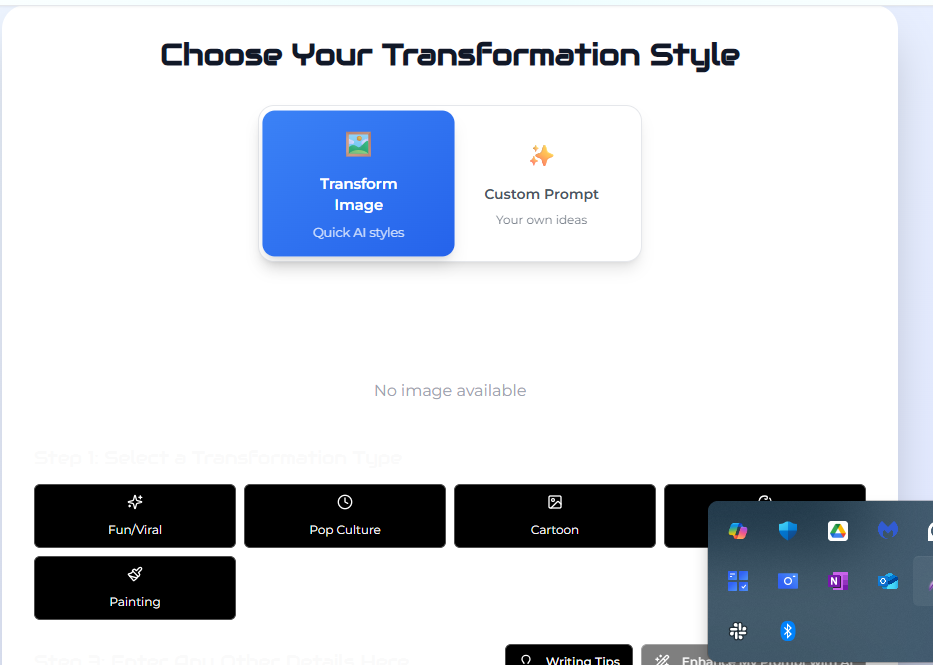 Choose Your Transformation Style
Transform
Image
Quick AI styles
Custom Prompt
Your own ideas
No image available
Step 1: Select a Transformation Type
Fun/Viral
Pop Culture
Cartoon
Painting
Step 2: Enter Any Other Details Here
Writing Tips
Enhance My Prompt with AI